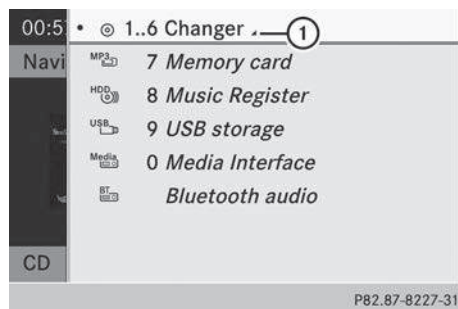 00:5
• 1..6 Changer
1
Navi
MP3 7 Memory card
HDD 8 Music Register
USB 9 USB storage
Media 0 Media Interface
BT Bluetooth audio
CD
P82.87-8227-31